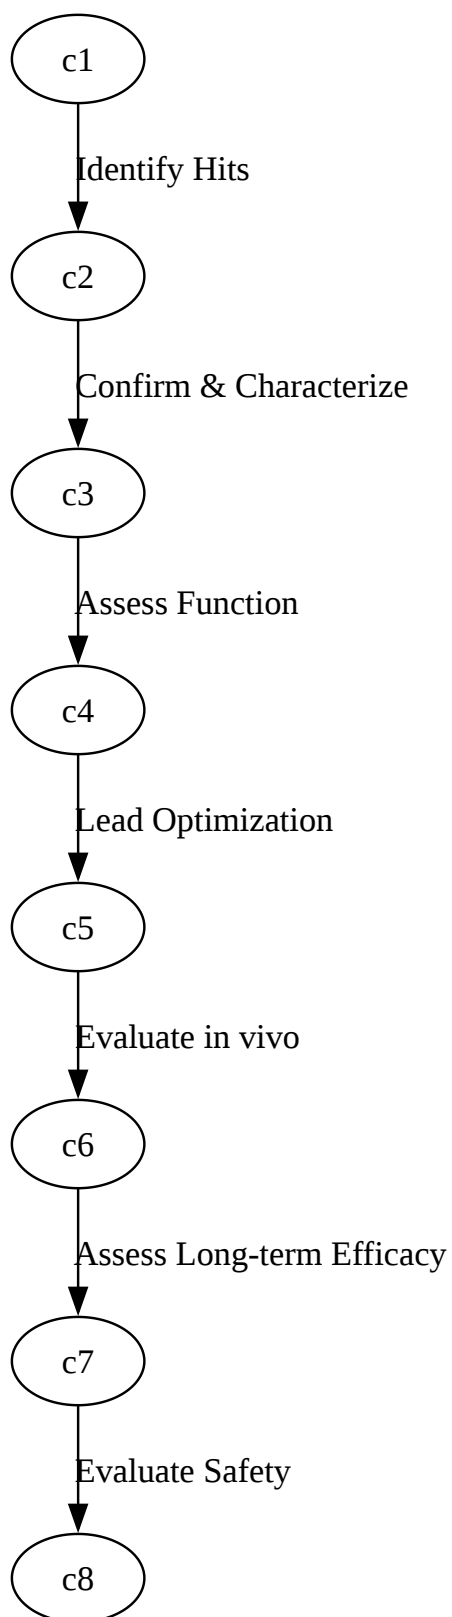 c1
Identify Hits
c2
Confirm & Characterize
c3
Assess Function
c4
Lead Optimization
c5
Evaluate in vivo
c6
Assess Long-term Efficacy
c7
Evaluate Safety
c8